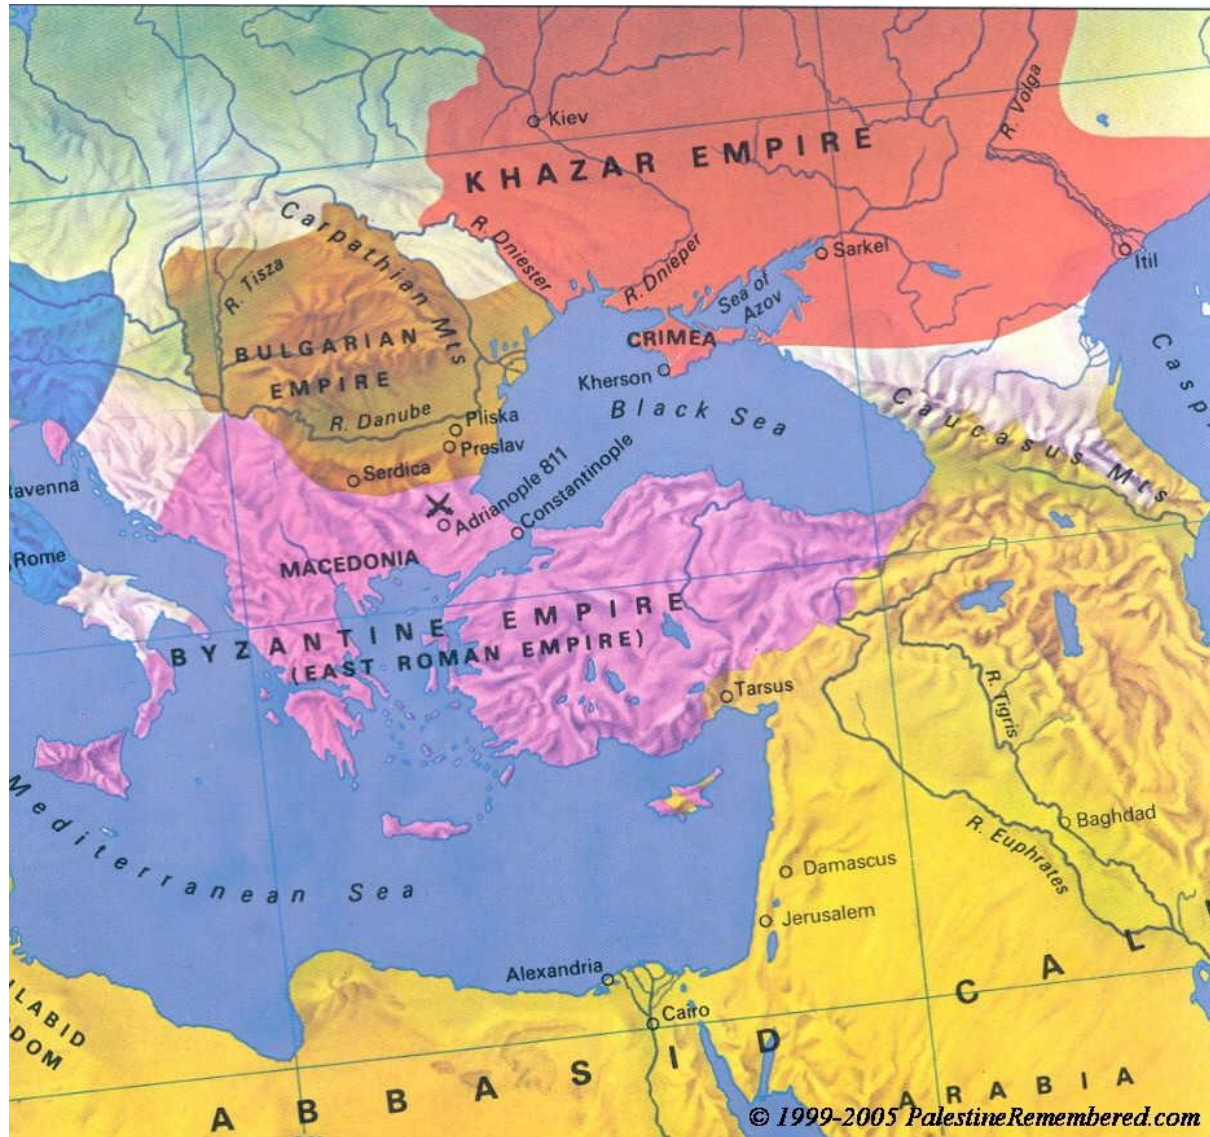 Kiev
KHAZAR EMPIRE
R. Volga
Carpathian Mts
R. Dniester
R. Dnieper
Sarkel
Itil
R. Tisza
Sea of
Azov
BULGARIAN
EMPIRE
CRIMEA
Kherson
Black Sea
Caucasus Mts
Casp
R. Danube
Pliska
Preslav
Serdica
Ravenna
Adrianople 811
Constantinople
Rome
MACEDONIA
BYZANTINE EMPIRE
(EAST ROMAN EMPIRE)
Tarsus
R. Tigris
Baghdad
R. Euphrates
Mediterranean Sea
Damascus
Jerusalem
Alexandria
Cairo
LABID
DOM
ABBASID CALI
ARABIA
© 1999-2005 PalestineRemembered.com